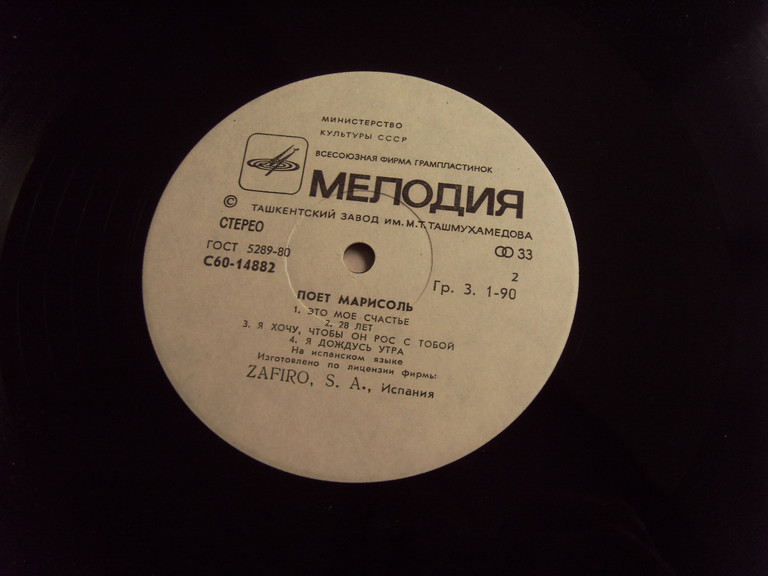 МИНИСТЕРСТВО
КУЛЬТУРЫ СССР
ВСЕСОЮЗНАЯ ФИРМА ГРАМПЛАСТИНОК
МЕЛОДИЯ
© ТАШКЕНТСКИЙ ЗАВОД ИМ. М.Т. ТАШМУХАМЕДОВА
СТЕРЕО
33
ГОСТ 5289-80
2
С60-14882
Гр. 3. 1-90
ПОЕТ МАРИСОЛЬ
1. ЭТО МОЕ СЧАСТЬЕ
2. 28 ЛЕТ
3. Я ХОЧУ, ЧТОБЫ ОН РОС С ТОБОЙ
4. Я ДОЖДУСЬ УТРА
На испанском языке
Изготовлено по лицензии фирмы:
ZAFIRO, S. A., Испания